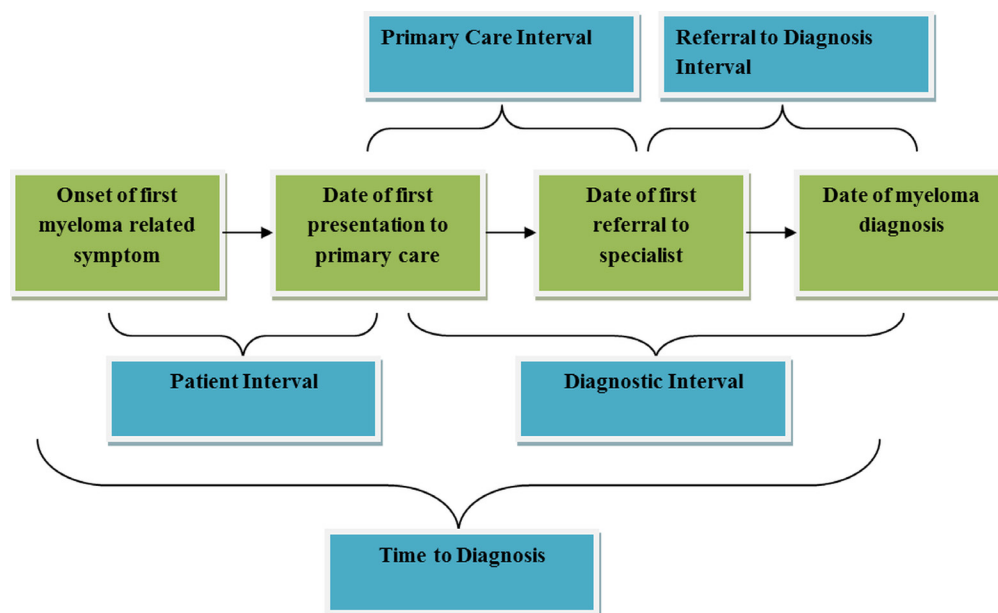 Primary Care Interval
Referral to Diagnosis
Interval
Onset of first
myeloma related
symptom
Date of first
presentation to
primary care
Date of first
referral to
specialist
Date of myeloma
diagnosis
Patient Interval
Diagnostic Interval
Time to Diagnosis